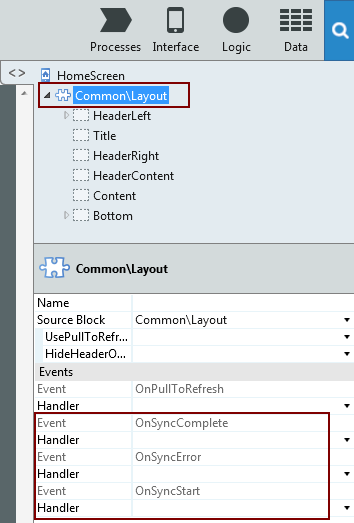 Processes Interface Logic Data
<> HomeScreen
Common\Layout
HeaderLeft
Title
HeaderRight
HeaderContent
Content
Bottom
Common\Layout
Name
Source Block Common\Layout
UsePullToRefr...
HideHeaderO...
Events
Event OnPullToRefresh
Handler
Event OnSyncComplete
Handler
Event OnSyncError
Handler
Event OnSyncStart
Handler